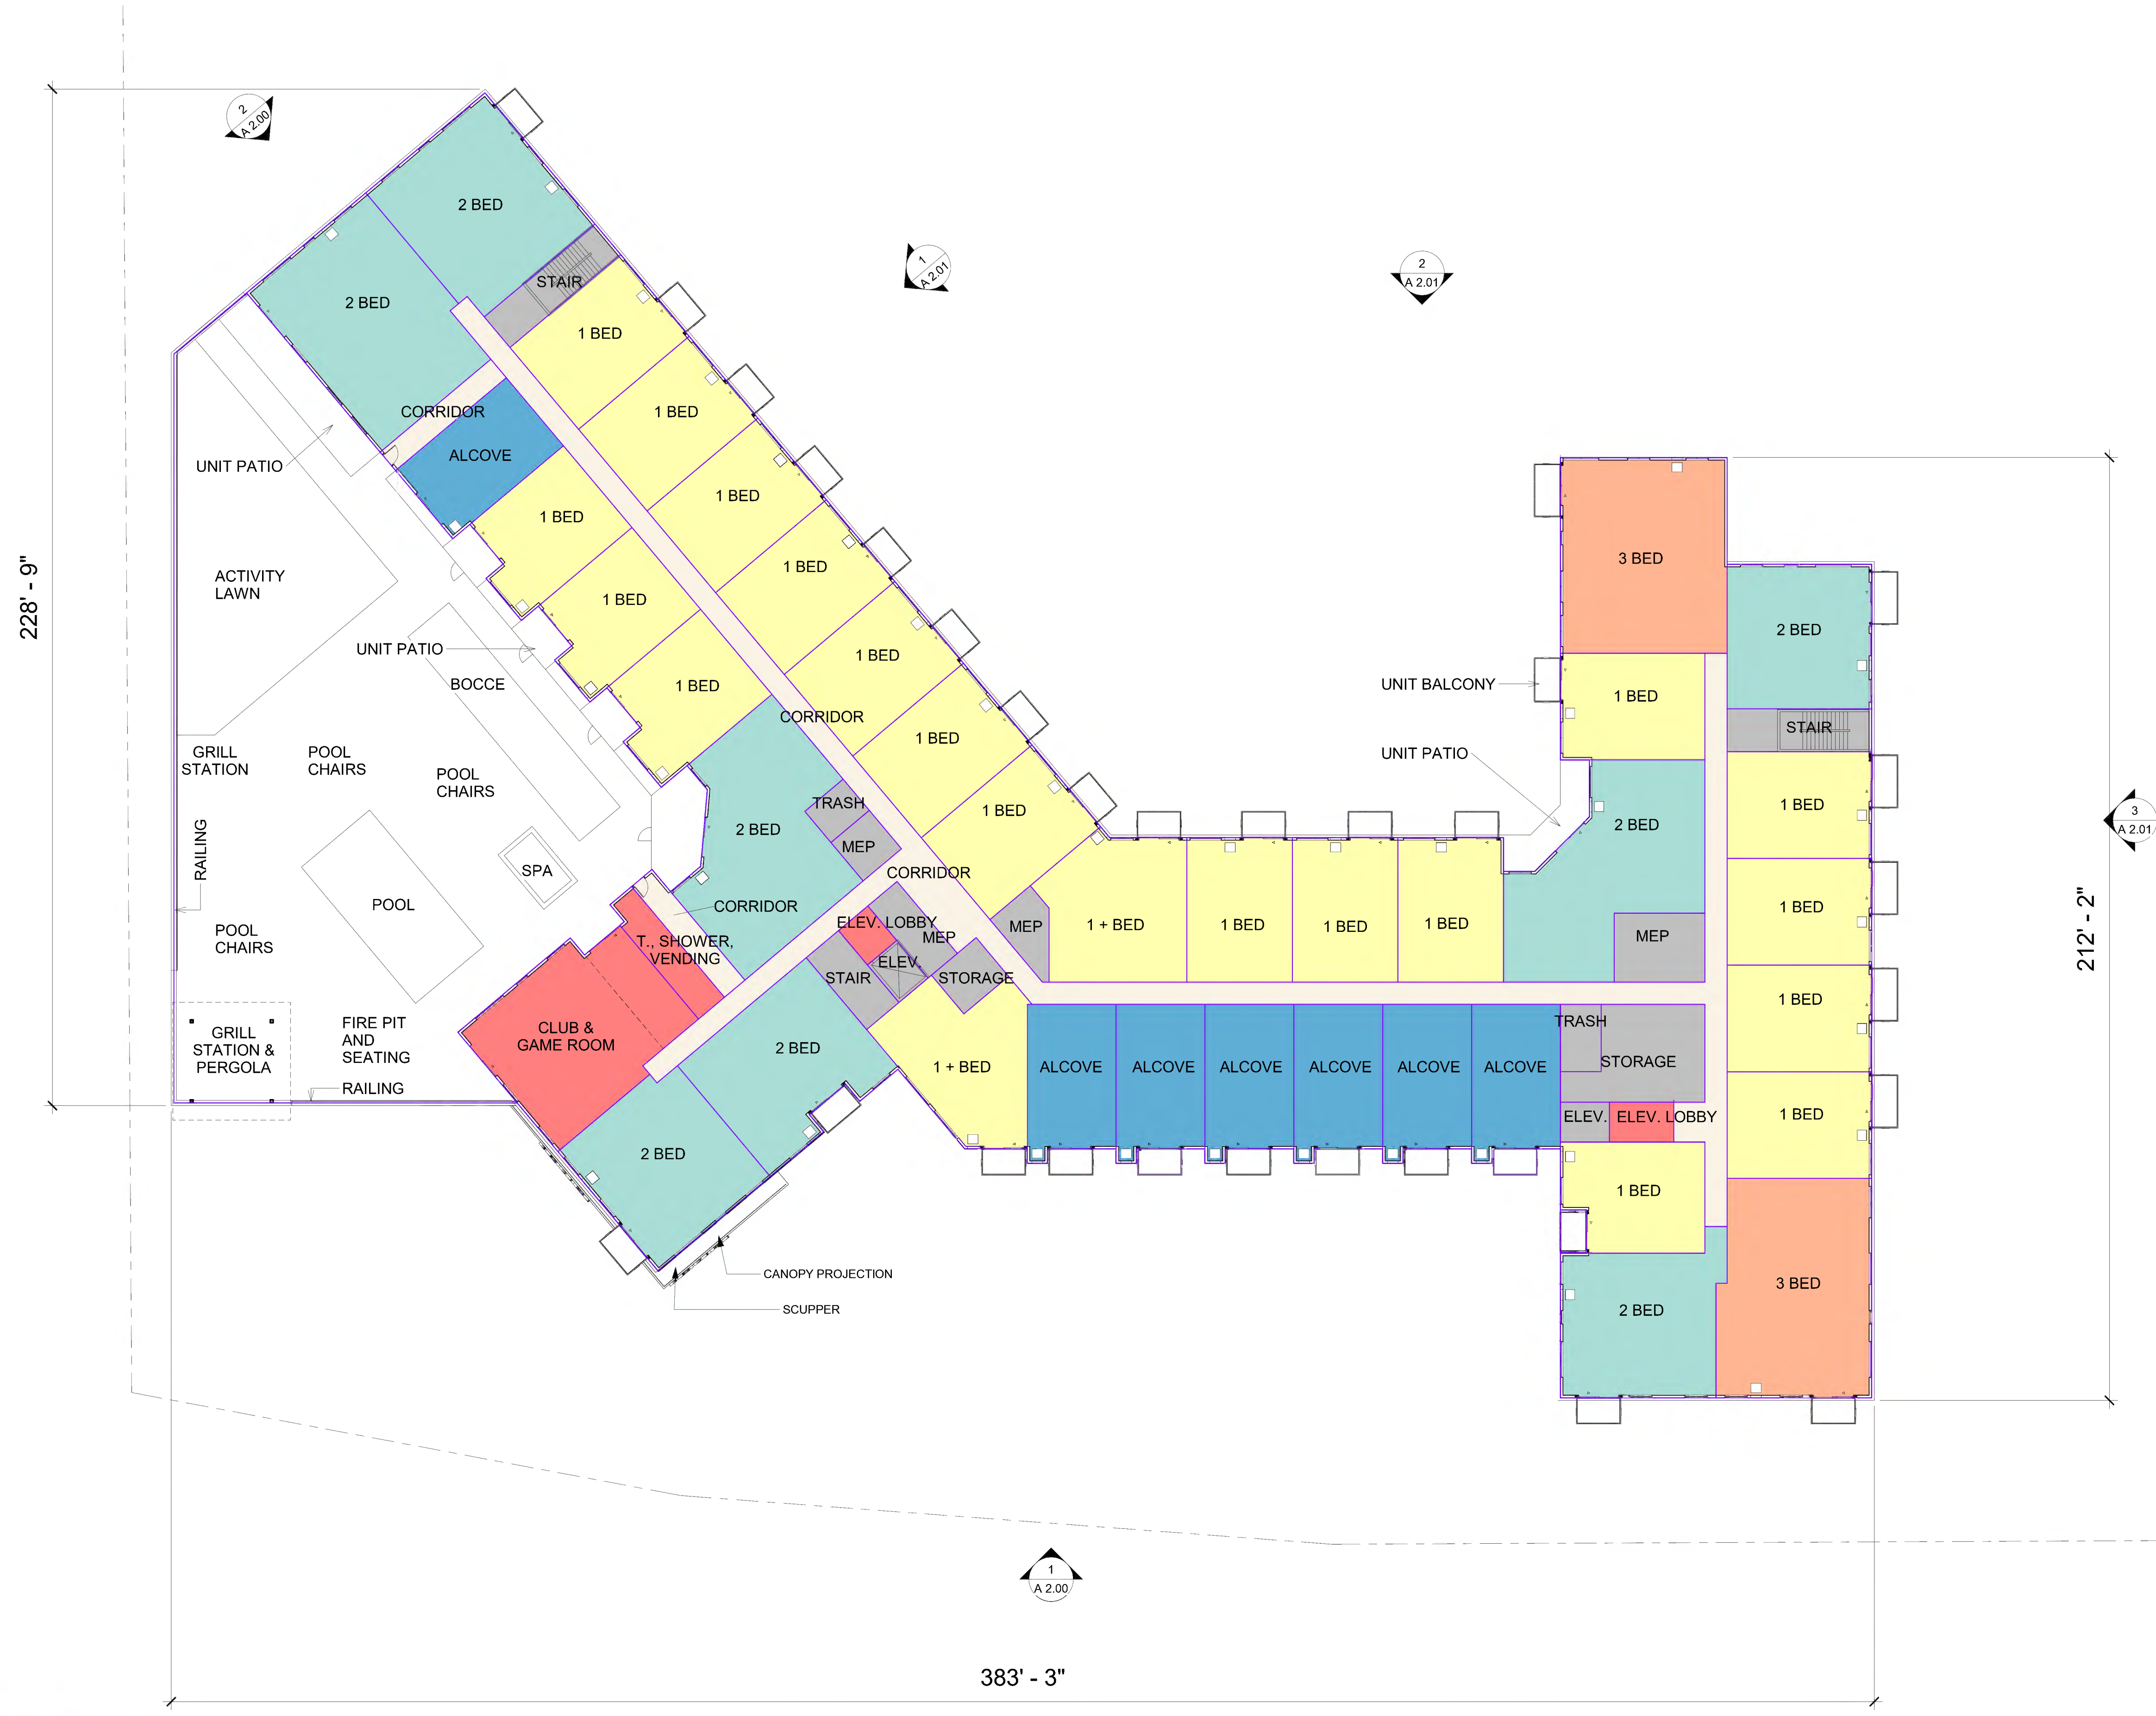 2
A 2.00
2 BED
2 BED
STAIR
1 BED
1
A 2.01
2
A 2.01
CORRIDOR
1 BED
ALCOVE
UNIT PATIO
1 BED
1 BED
1 BED
3 BED
228' - 9"
ACTIVITY
LAWN
1 BED
1 BED
2 BED
UNIT PATIO
BOCCE
1 BED
1 BED
CORRIDOR
UNIT BALCONY
1 BED
STAIR
1 BED
GRILL
STATION
POOL
CHAIRS
POOL
CHAIRS
UNIT PATIO
TRASH
1 BED
1 BED
2 BED
MEP
2 BED
3
A 2.01
RAILING
SPA
CORRIDOR
POOL
CORRIDOR
1 BED
POOL
CHAIRS
T., SHOWER,
VENDING
ELEV. LOBBY
MEP
MEP
1 + BED
1 BED
1 BED
1 BED
MEP
212' - 2"
ELEV.
STAIR
STORAGE
1 BED
GRILL
STATION &
PERGOLA
FIRE PIT
AND
SEATING
CLUB &
GAME ROOM
2 BED
1 + BED
ALCOVE
ALCOVE
ALCOVE
ALCOVE
ALCOVE
ALCOVE
TRASH
STORAGE
RAILING
ELEV.
ELEV. LOBBY
1 BED
2 BED
1 BED
CANOPY PROJECTION
SCUPPER
2 BED
3 BED
1
A 2.00
383' - 3"